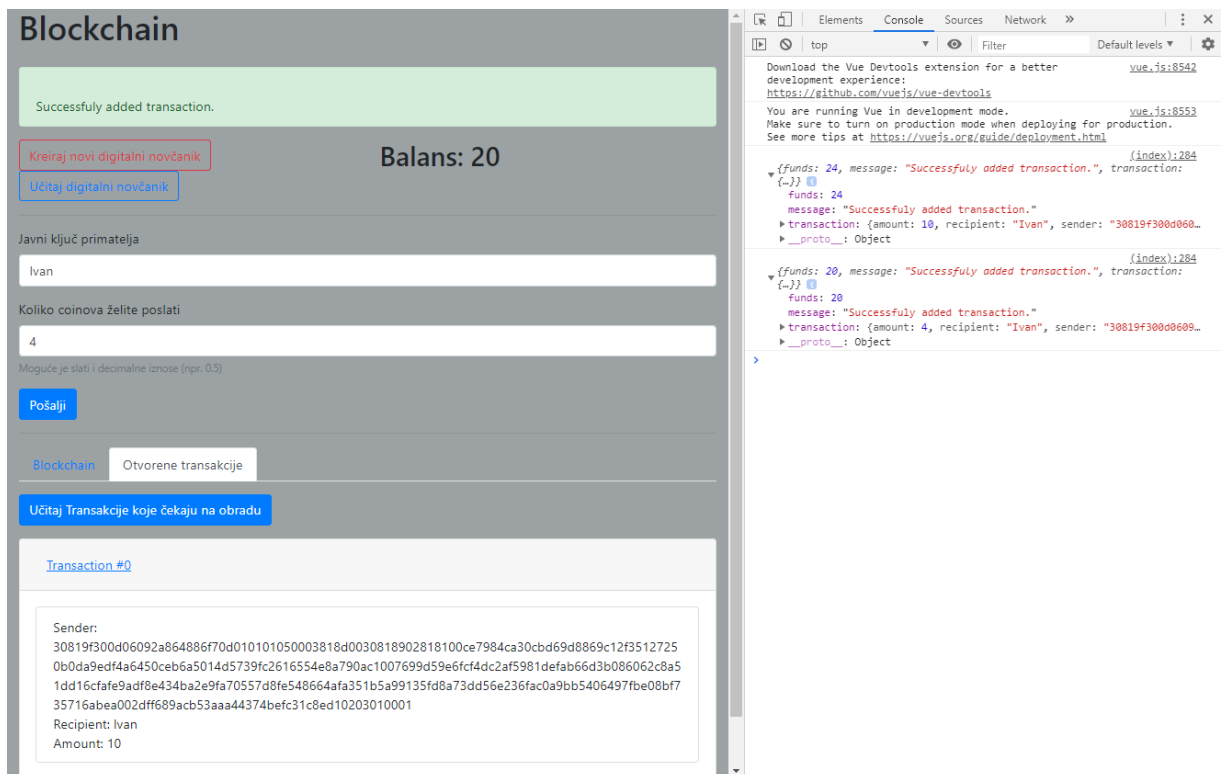 Blockchain
Successfuly added transaction.
Kreiraj novi digitalni novčanik
Učitaj digitalni novčanik
Balans: 20
Javni ključ primatelja
Ivan
Koliko coinova želite poslati
4
Moguće je slati i decimalne iznose (npr. 0.5)
Pošalji
Blockchain
Otvorene transakcije
Učitaj Transakcije koje čekaju na obradu
Transaction #0
Sender:
30819f300d06092a864886f70d010101050003818d0030818902818100ce7984ca30cbd69d8869c12f3512725
0b0da9edf4a6450ceb6a5014d5739fc2616554e8a790ac1007699d59e6fcf4dc2af5981defab66d3b086062c8a5
1dd16cfafe9adf8e434ba2e9fa70557d8fe548664afa351b5a99135fd8a73dd56e236fac0a9bb5406497fbe08bf7
35716abea002dff689acb53aaa44374befc31c8ed10203010001
Recipient: Ivan
Amount: 10
Elements Console Sources Network »
top Filter Default levels ▼
Download the Vue Devtools extension for a better vue.js:8542
development experience:
https://github.com/vuejs/vue-devtools
You are running Vue in development mode. vue.js:8553
Make sure to turn on production mode when deploying for production.
See more tips at https://vuejs.org/guide/deployment.html
(index):284
{funds: 24, message: "Successfuly added transaction.", transaction:
{…}}
funds: 24
message: "Successfuly added transaction."
transaction: {amount: 10, recipient: "Ivan", sender: "30819f300d060…
__proto__: Object
(index):284
{funds: 20, message: "Successfuly added transaction.", transaction:
{…}}
funds: 20
message: "Successfuly added transaction."
transaction: {amount: 4, recipient: "Ivan", sender: "30819f300d0609…
__proto__: Object